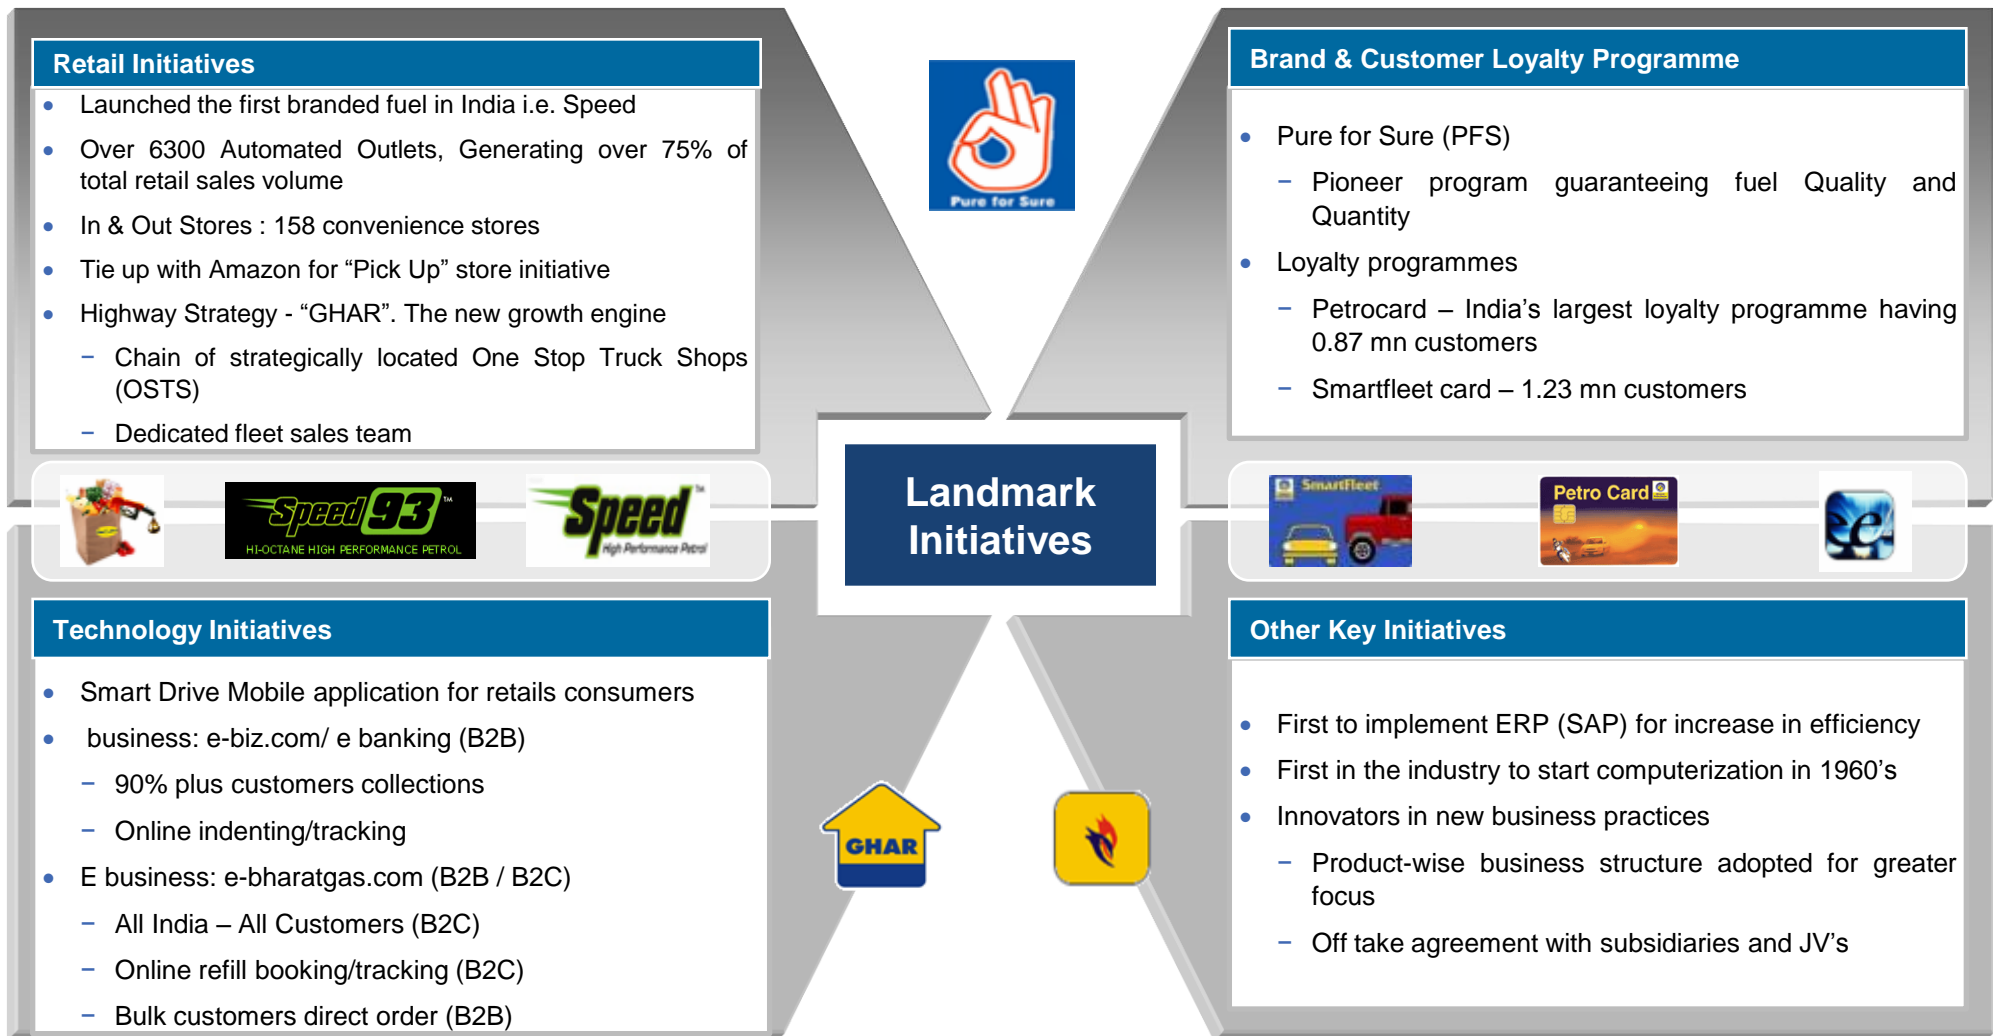 Retail Initiatives
• Launched the first branded fuel in India i.e. Speed
• Over 6300 Automated Outlets, Generating over 75% of
total retail sales volume
• In & Out Stores : 158 convenience stores
• Tie up with Amazon for “Pick Up” store initiative
• Highway Strategy - “GHAR”. The new growth engine
− Chain of strategically located One Stop Truck Shops
(OSTS)
− Dedicated fleet sales team
Speed 93™
HI-OCTANE HIGH PERFORMANCE PETROL
Speed™
High Performance Petrol
Pure for Sure
Brand & Customer Loyalty Programme
• Pure for Sure (PFS)
− Pioneer program guaranteeing fuel Quality and
Quantity
• Loyalty programmes
− Petrocard – India’s largest loyalty programme having
0.87 mn customers
− Smartfleet card – 1.23 mn customers
Landmark
Initiatives
SmartFleet
Petro Card
Technology Initiatives
• Smart Drive Mobile application for retails consumers
• business: e-biz.com/ e banking (B2B)
− 90% plus customers collections
− Online indenting/tracking
• E business: e-bharatgas.com (B2B / B2C)
− All India – All Customers (B2C)
− Online refill booking/tracking (B2C)
− Bulk customers direct order (B2B)
GHAR
Other Key Initiatives
• First to implement ERP (SAP) for increase in efficiency
• First in the industry to start computerization in 1960’s
• Innovators in new business practices
− Product-wise business structure adopted for greater
focus
− Off take agreement with subsidiaries and JV’s